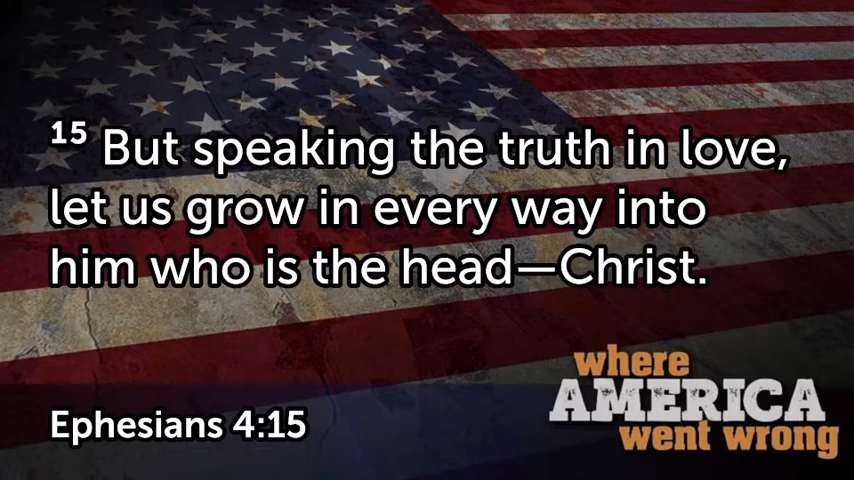 15 But speaking the truth in love,
let us grow in every way into
him who is the head—Christ.
Ephesians 4:15
where
AMERICA
went wrong